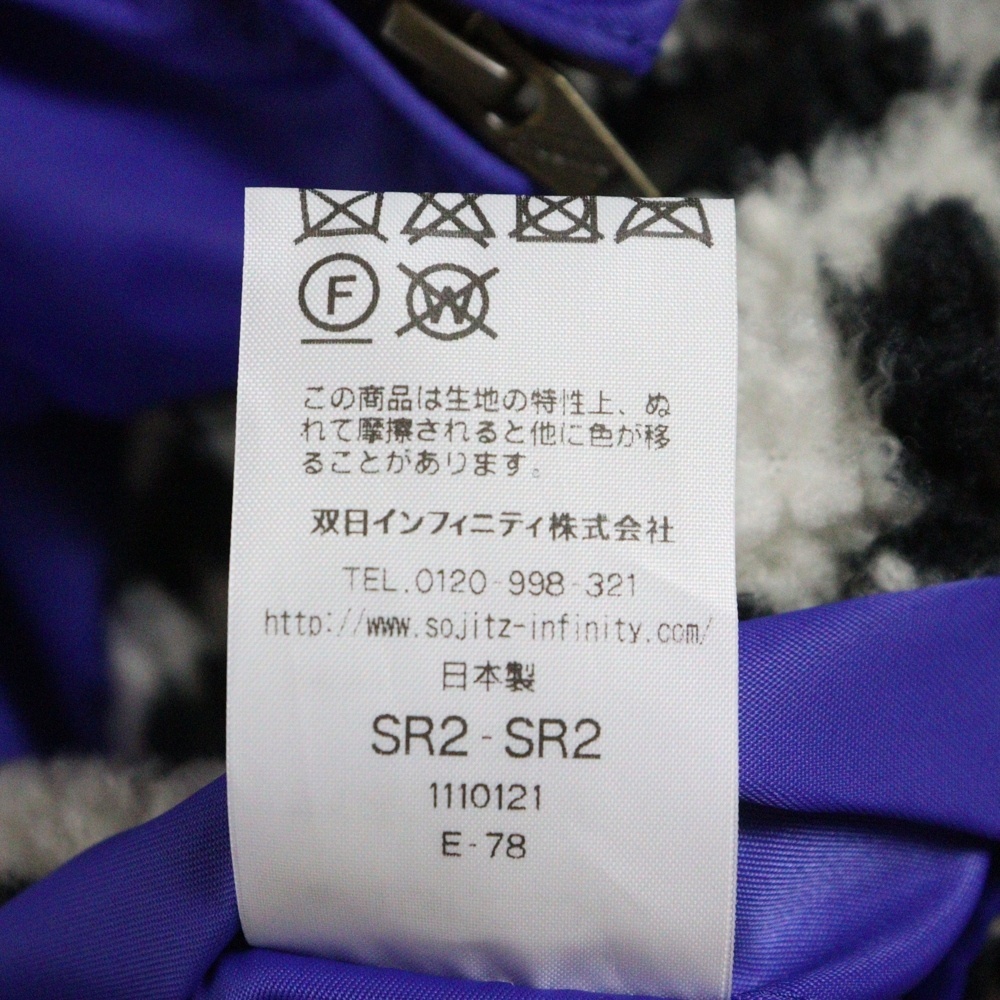 F W
この商品は生地の特性上、ぬ
れて摩擦されると他に色が移
ることがあります。
双日インフィニティ株式会社
TEL.0120-998-321
http://www.sojitz-infinity.com/
日本製
SR2-SR2
1110121
E-78